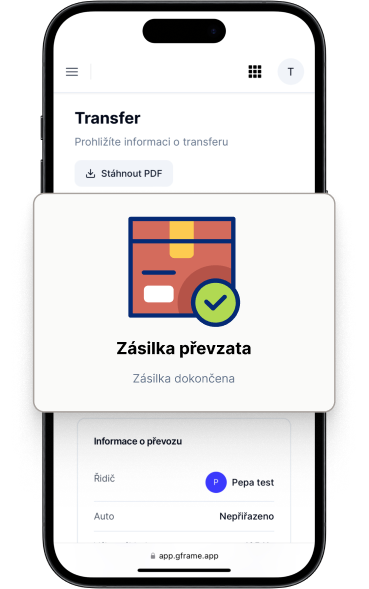 T
Transfer
Prohlížíte informaci o transferu
Stáhnout PDF
Zásilka převzata
Zásilka dokončena
Informace o převozu
Řidič
P Pepa test
Auto
Nepřiřazeno
app.gframe.app